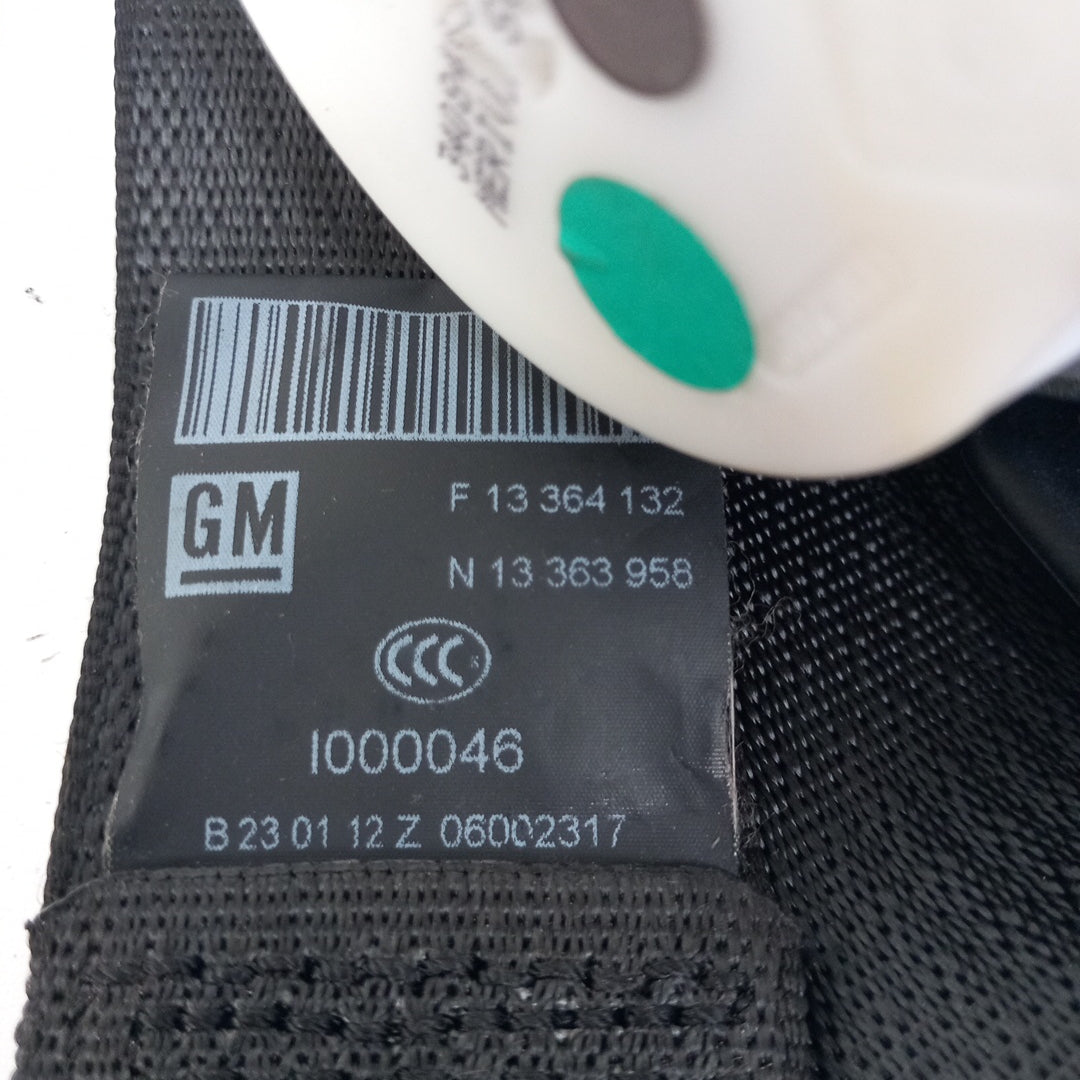 GM
F 13 364 132
N 13 363 958
CCC
I000046
B 23 01 12 Z 06002317